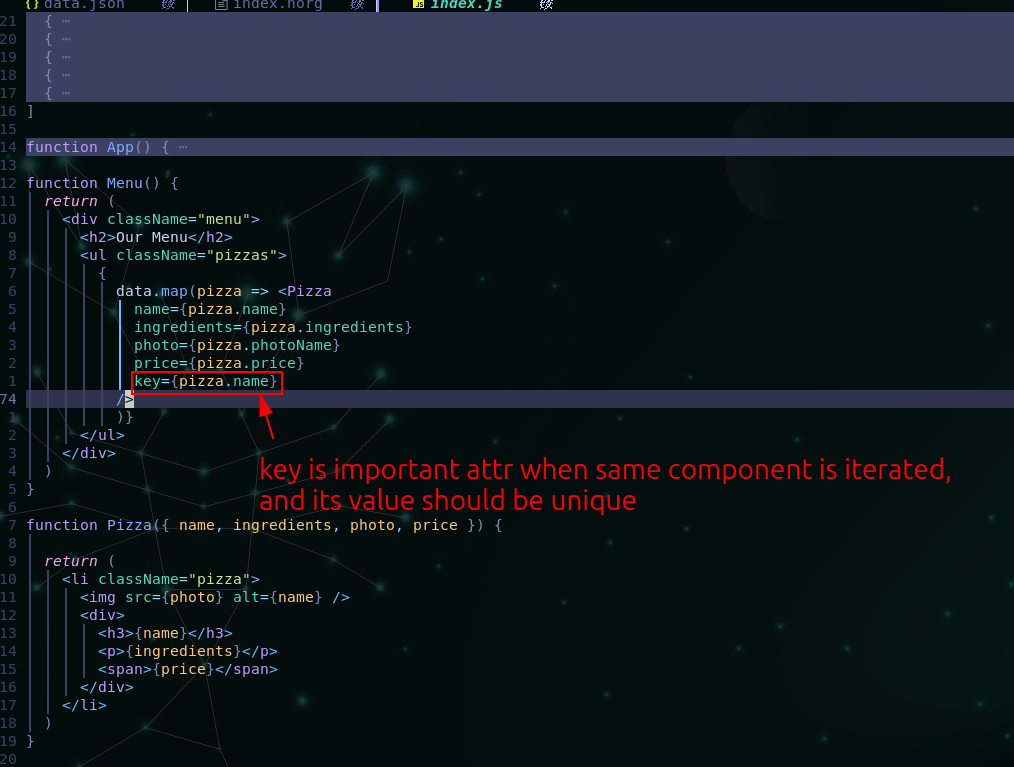 {} data.json index.norg JS index.js
21 { ⋯
20 { ⋯
19 { ⋯
18 { ⋯
17 { ⋯
16 ]
15
14 function App() { ⋯
13
12 function Menu() {
11 return (
10 <div className="menu">
9 <h2>Our Menu</h2>
8 <ul className="pizzas">
7 {
6 data.map(pizza => <Pizza
5 name={pizza.name}
4 ingredients={pizza.ingredients}
3 photo={pizza.photoName}
2 price={pizza.price}
1 key={pizza.name}
74 />
1 )}
2 </ul>
3 </div>
4 )
key is important attr when same component is iterated,
5 }
and its value should be unique
6
7 function Pizza({ name, ingredients, photo, price }) {
8
9 return (
10 <li className="pizza">
11 <img src={photo} alt={name} />
12 <div>
13 <h3>{name}</h3>
14 <p>{ingredients}</p>
15 <span>{price}</span>
16 </div>
17 </li>
18 )
19 }
20